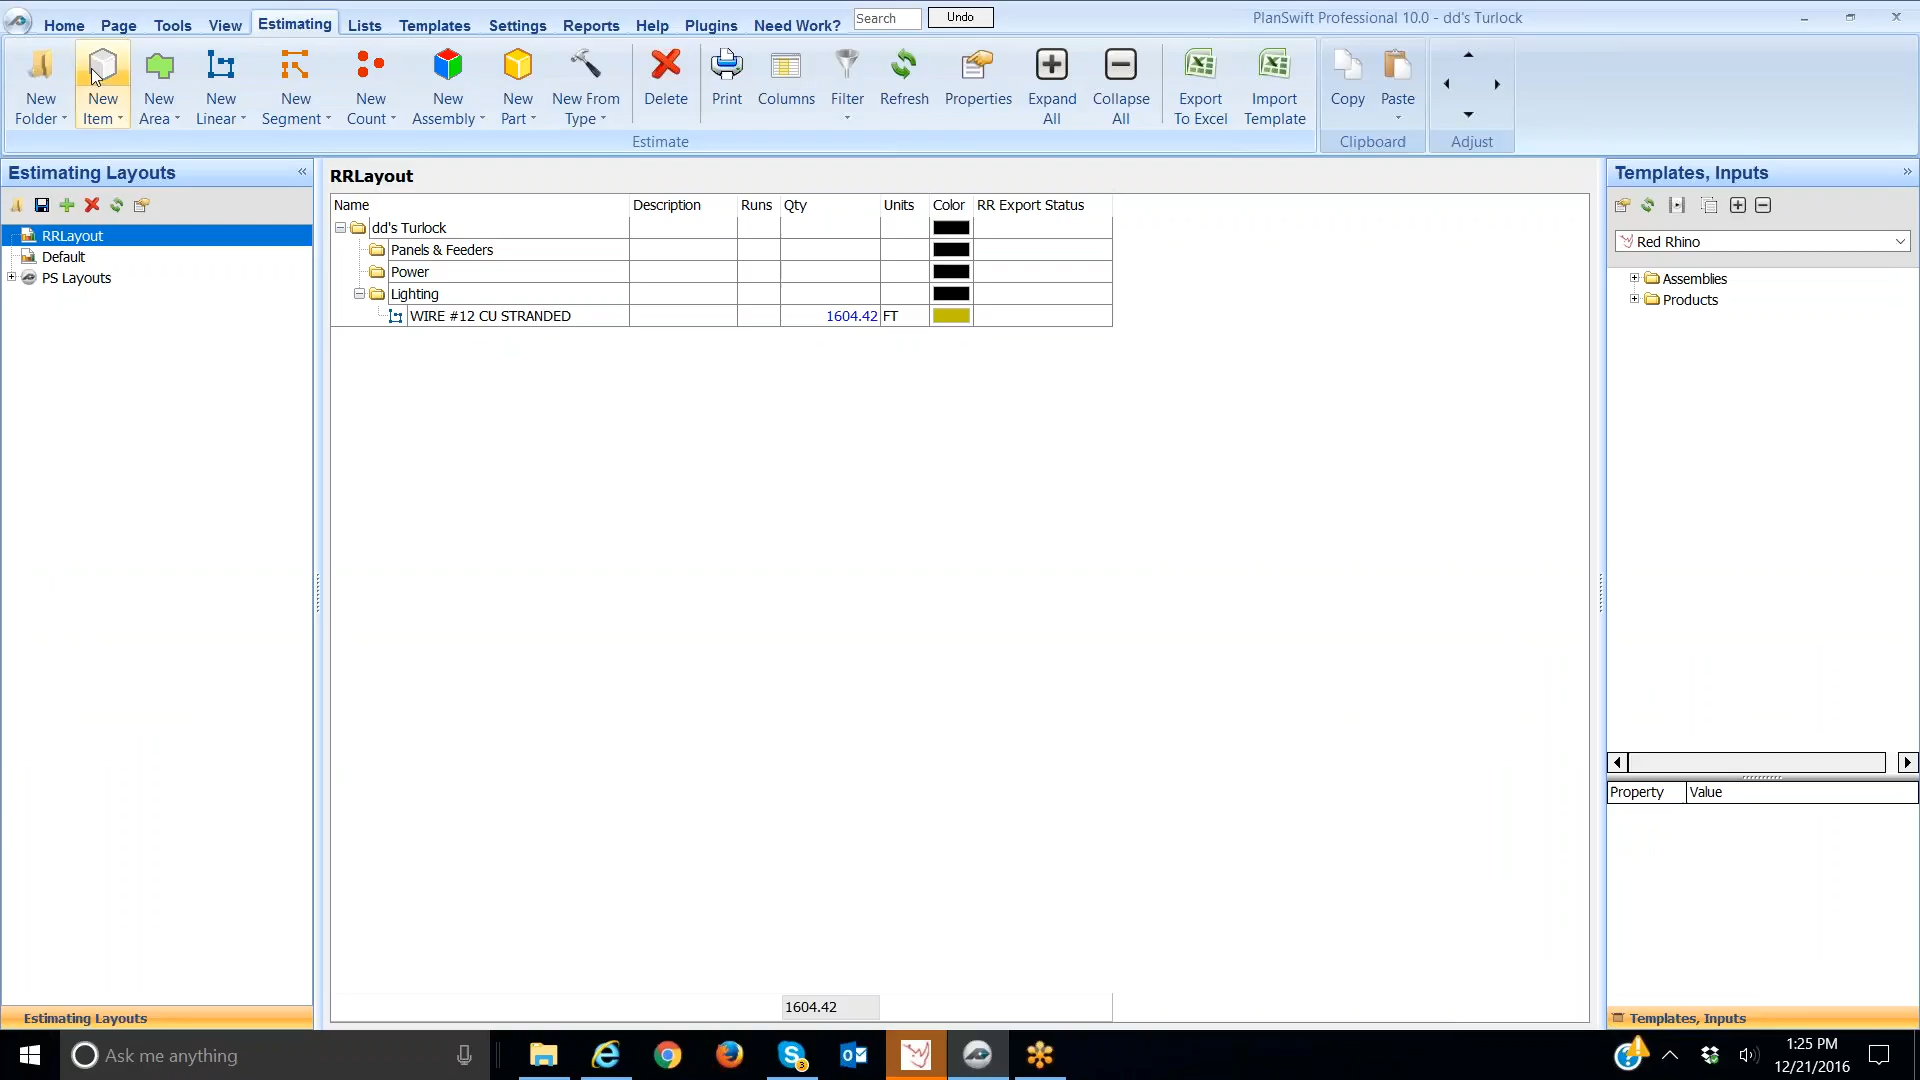 Home Page Tools View Estimating Lists Templates Settings Reports Help Plugins Need Work? Search Undo PlanSwift Professional 10.0 - dd's Turlock
New Folder
New Item
New Area
New Linear
New Segment
New Count
New Assembly
New Part
New From Type
Delete
Print
Columns
Filter
Refresh
Properties
Expand All
Collapse All
Export To Excel
Import Template
Copy
Paste
Estimate
Clipboard
Adjust
Estimating Layouts
RRLayout
Default
PS Layouts
Estimating Layouts
RRLayout
Name Description Runs Qty Units Color RR Export Status
dd's Turlock
Panels & Feeders
Power
Lighting
WIRE #12 CU STRANDED 1604.42 FT
1604.42
Templates, Inputs
Red Rhino
Assemblies
Products
Property Value
Templates, Inputs
Ask me anything
3
1:25 PM
12/21/2016